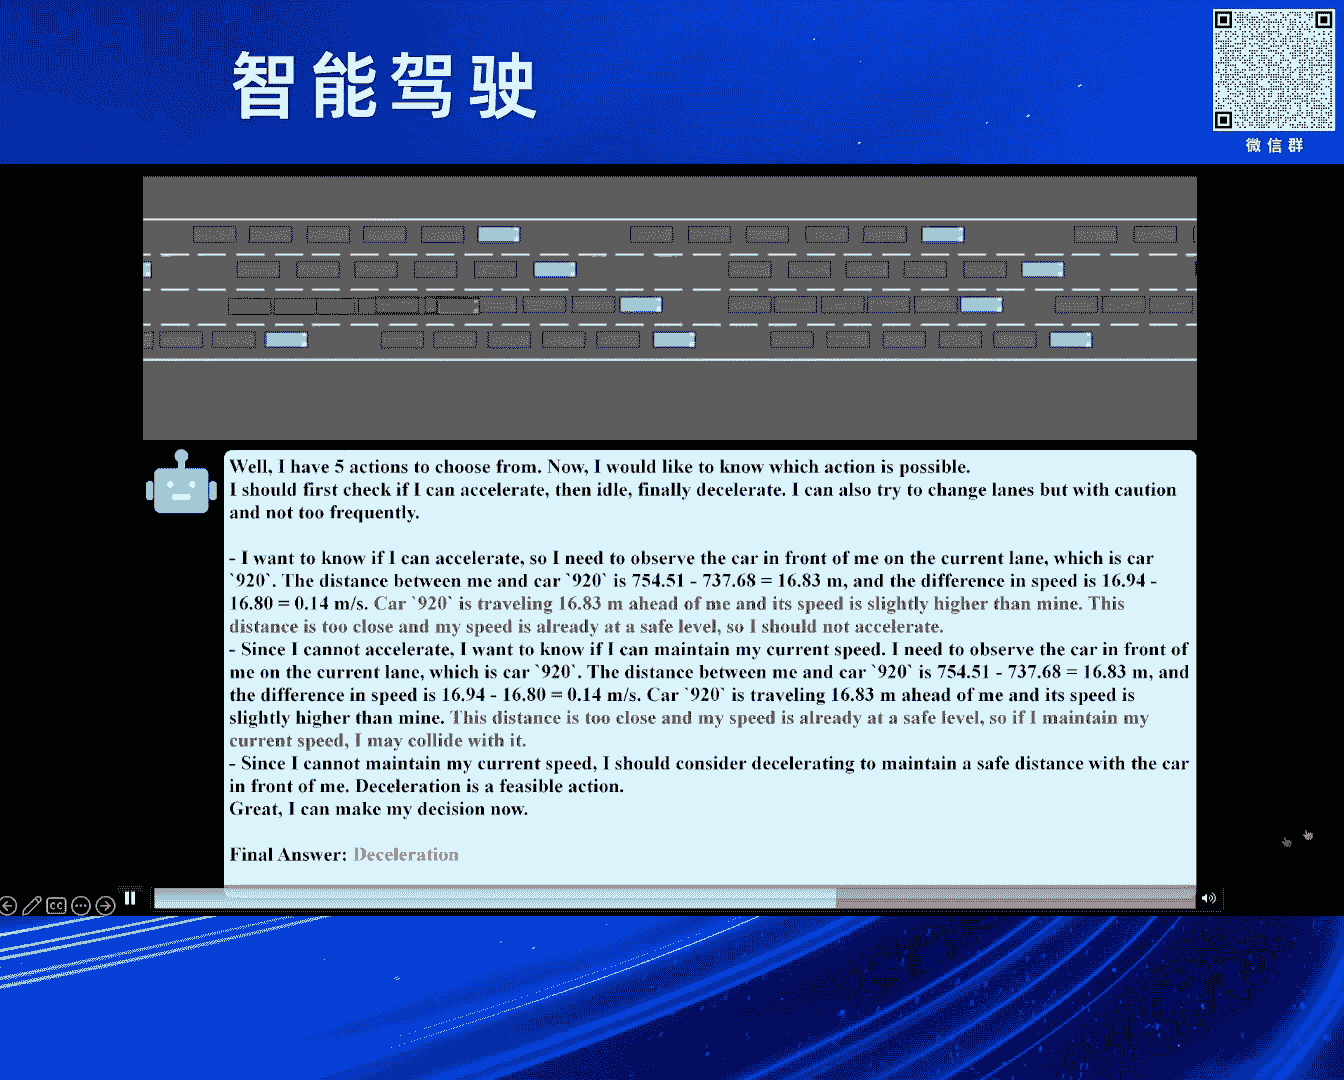 智能驾驶
微信群
Well, I have 5 actions to choose from. Now, I would like to know which action is possible.
I should first check if I can accelerate, then idle, finally decelerate. I can also try to change lanes but with caution
and not too frequently.
- I want to know if I can accelerate, so I need to observe the car in front of me on the current lane, which is car
`920`. The distance between me and car `920` is 754.51 - 737.68 = 16.83 m, and the difference in speed is 16.94 -
16.80 = 0.14 m/s. Car `920` is traveling 16.83 m ahead of me and its speed is slightly higher than mine. This
distance is too close and my speed is already at a safe level, so I should not accelerate.
- Since I cannot accelerate, I want to know if I can maintain my current speed. I need to observe the car in front of
me on the current lane, which is car `920`. The distance between me and car `920` is 754.51 - 737.68 = 16.83 m, and
the difference in speed is 16.94 - 16.80 = 0.14 m/s. Car `920` is traveling 16.83 m ahead of me and its speed is
slightly higher than mine. This distance is too close and my speed is already at a safe level, so if I maintain my
current speed, I may collide with it.
- Since I cannot maintain my current speed, I should consider decelerating to maintain a safe distance with the car
in front of me. Deceleration is a feasible action.
Great, I can make my decision now.
Final Answer: Deceleration
CC